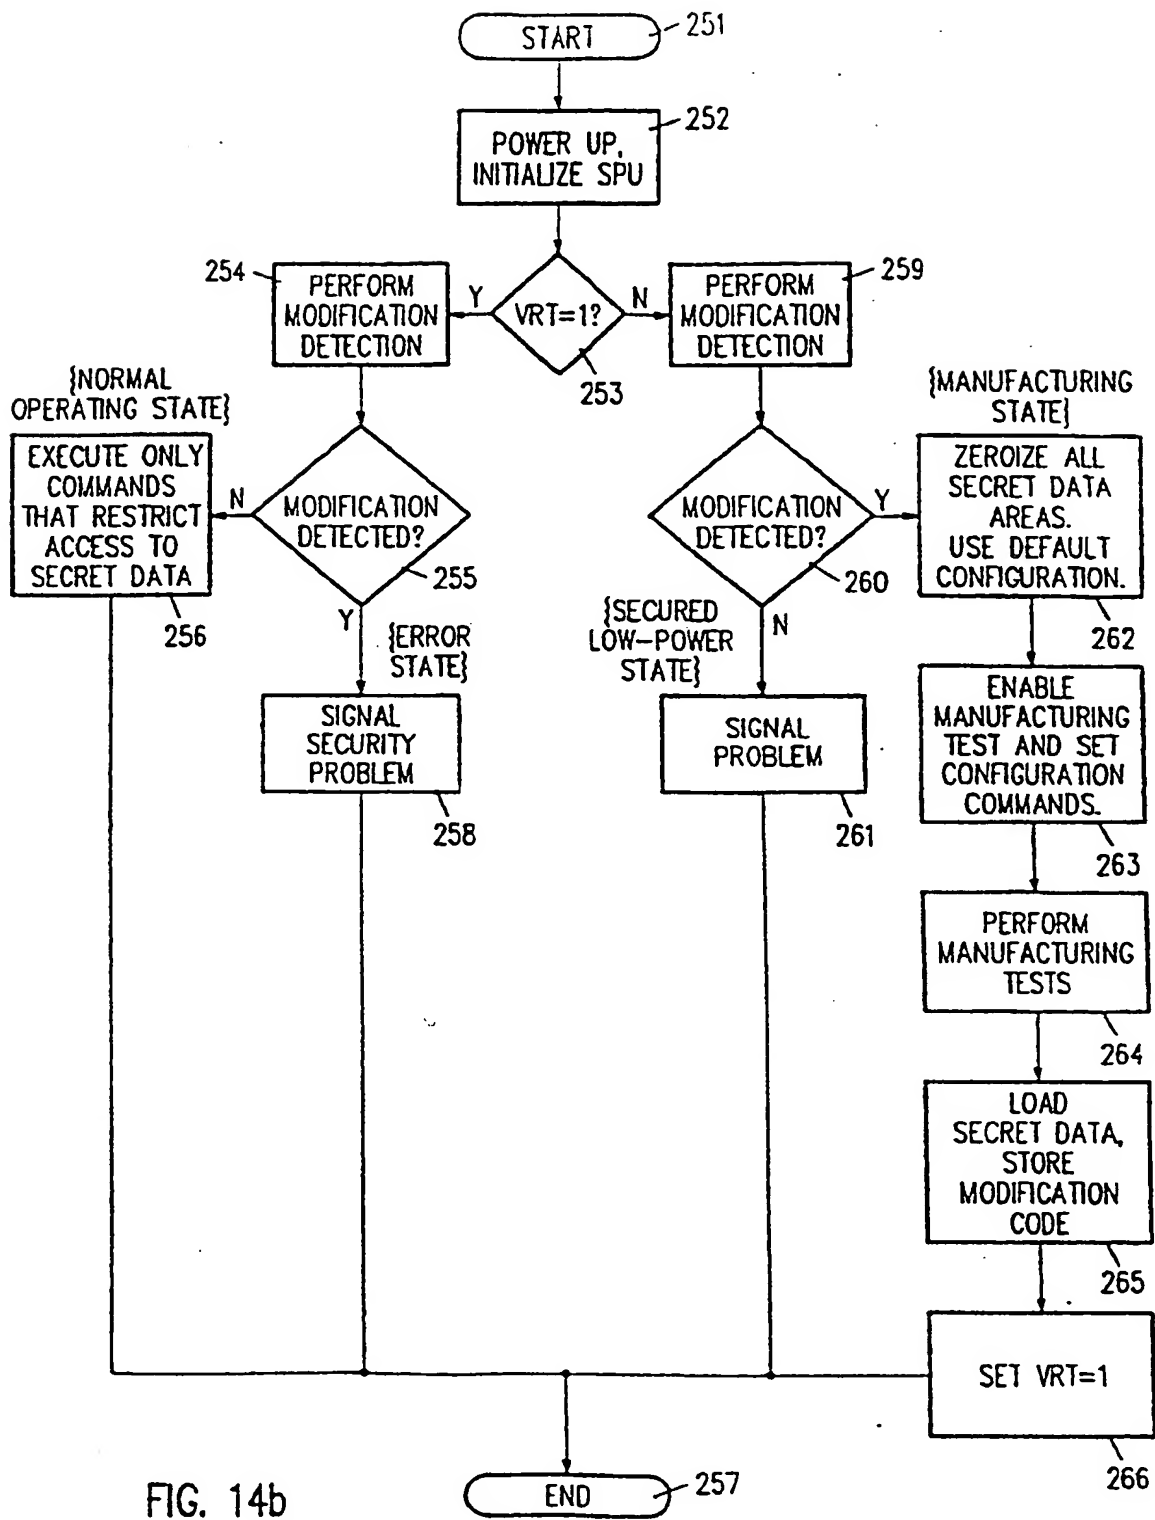 START
251
POWER UP,
INITIALIZE SPU
252
VRT=1?
253
Y
N
254
PERFORM
MODIFICATION
DETECTION
259
PERFORM
MODIFICATION
DETECTION
{NORMAL
OPERATING STATE}
EXECUTE ONLY
COMMANDS
THAT RESTRICT
ACCESS TO
SECRET DATA
256
N
MODIFICATION
DETECTED?
255
Y
{ERROR
STATE}
SIGNAL
SECURITY
PROBLEM
258
MODIFICATION
DETECTED?
260
Y
N
{SECURED
LOW-POWER
STATE}
SIGNAL
PROBLEM
261
{MANUFACTURING
STATE}
ZEROIZE ALL
SECRET DATA
AREAS.
USE DEFAULT
CONFIGURATION.
262
ENABLE
MANUFACTURING
TEST AND SET
CONFIGURATION
COMMANDS.
263
PERFORM
MANUFACTURING
TESTS
264
LOAD
SECRET DATA,
STORE
MODIFICATION
CODE
265
SET VRT=1
266
END
257
FIG. 14b